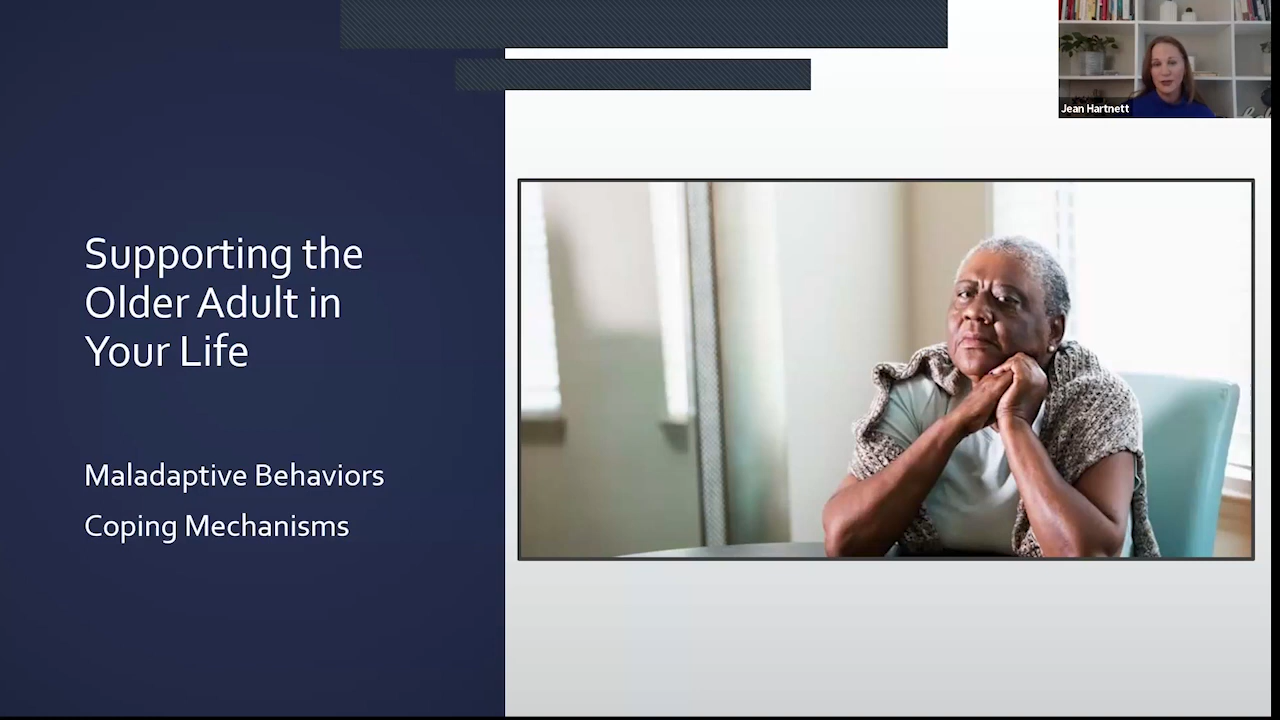 Jean Hartnett
Supporting the
Older Adult in
Your Life
Maladaptive Behaviors
Coping Mechanisms